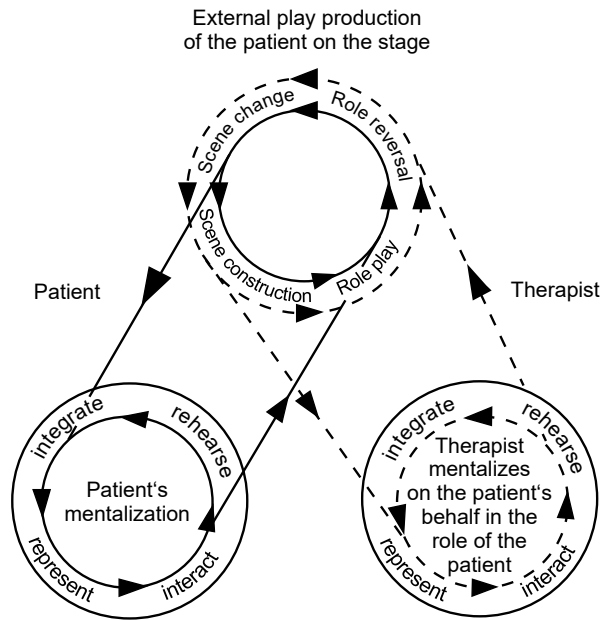 External play production
of the patient on the stage
Scene change
Role reversal
Scene construction
Role play
Patient
Therapist
integrate
rehearse
Patient‘s
mentalization
represent
interact
integrate
rehearse
Therapist
mentalizes
on the patient‘s
behalf in the
role of the
patient
represent
interact